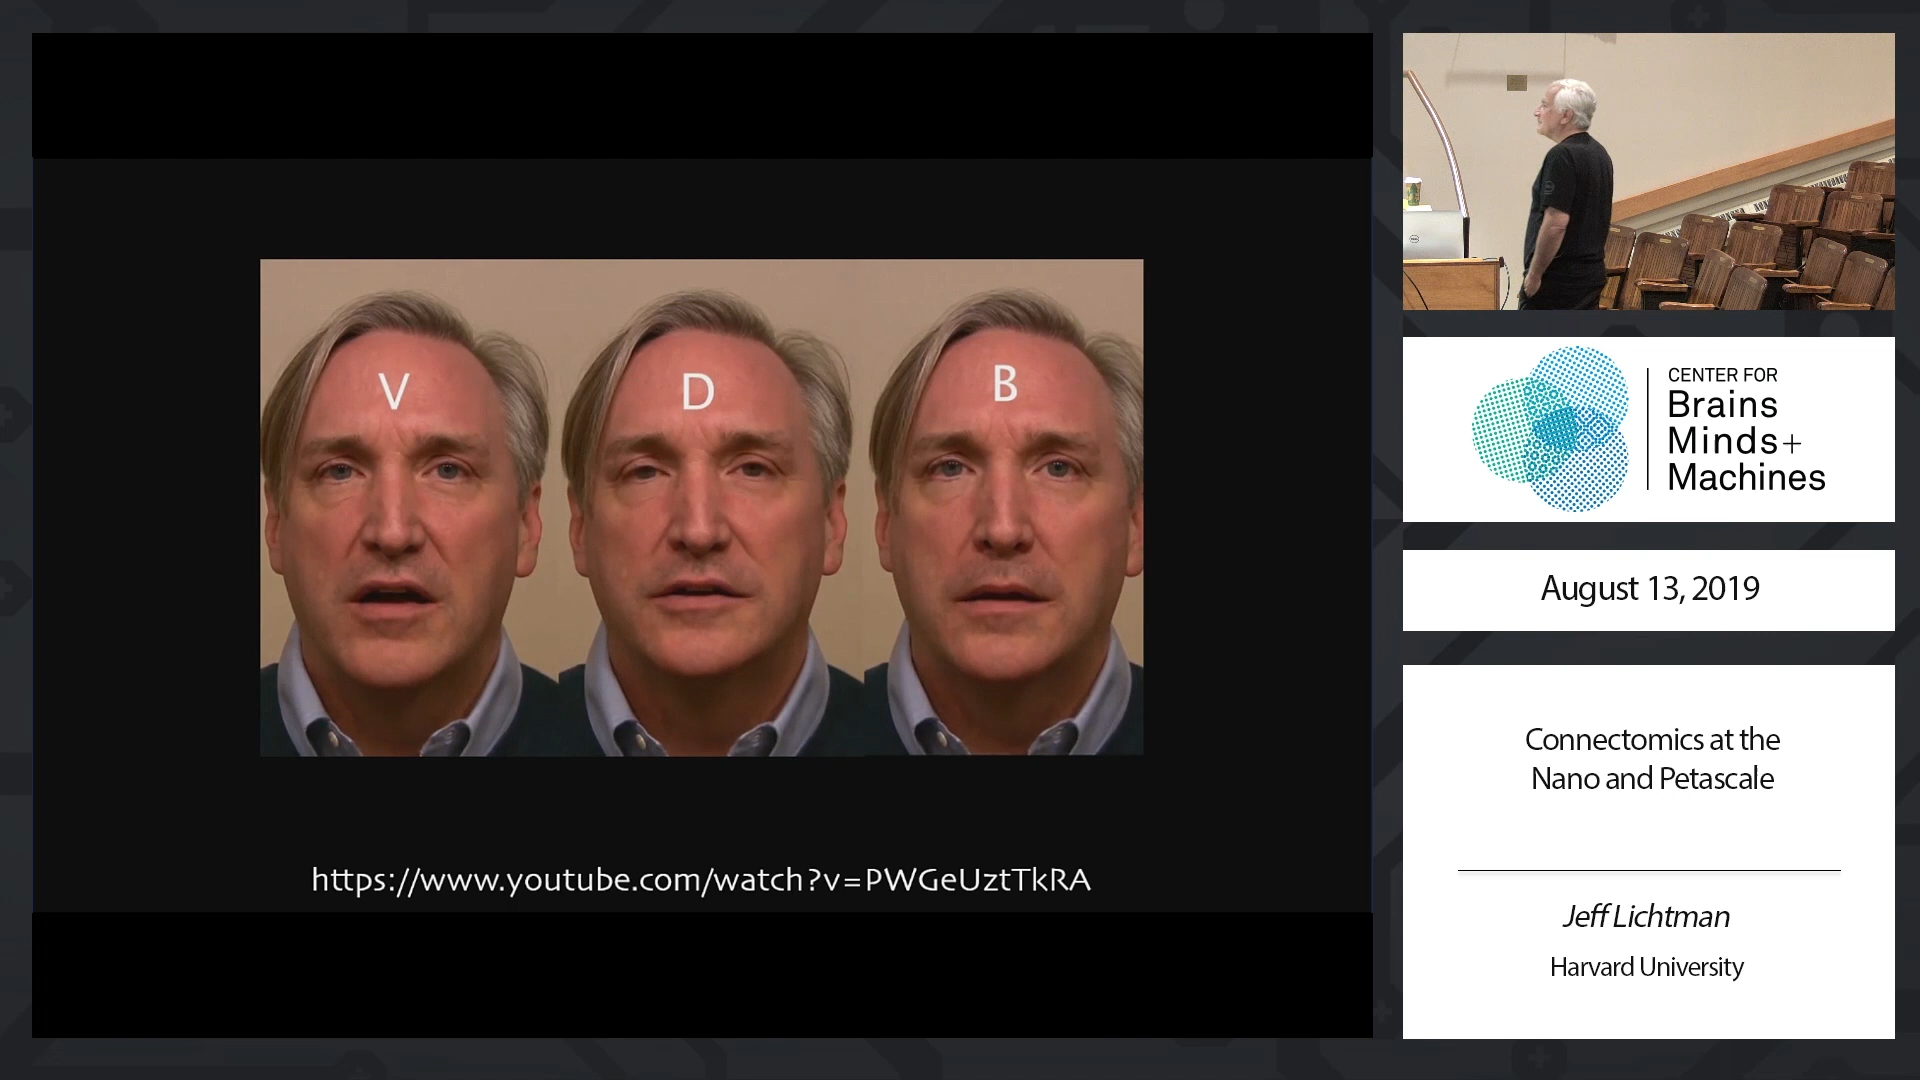 V
D
B
https://www.youtube.com/watch?v=PWGeUztTkRA
CENTER FOR
Brains
Minds+
Machines
August 13, 2019
Connectomics at the
Nano and Petascale
Jeff Lichtman
Harvard University